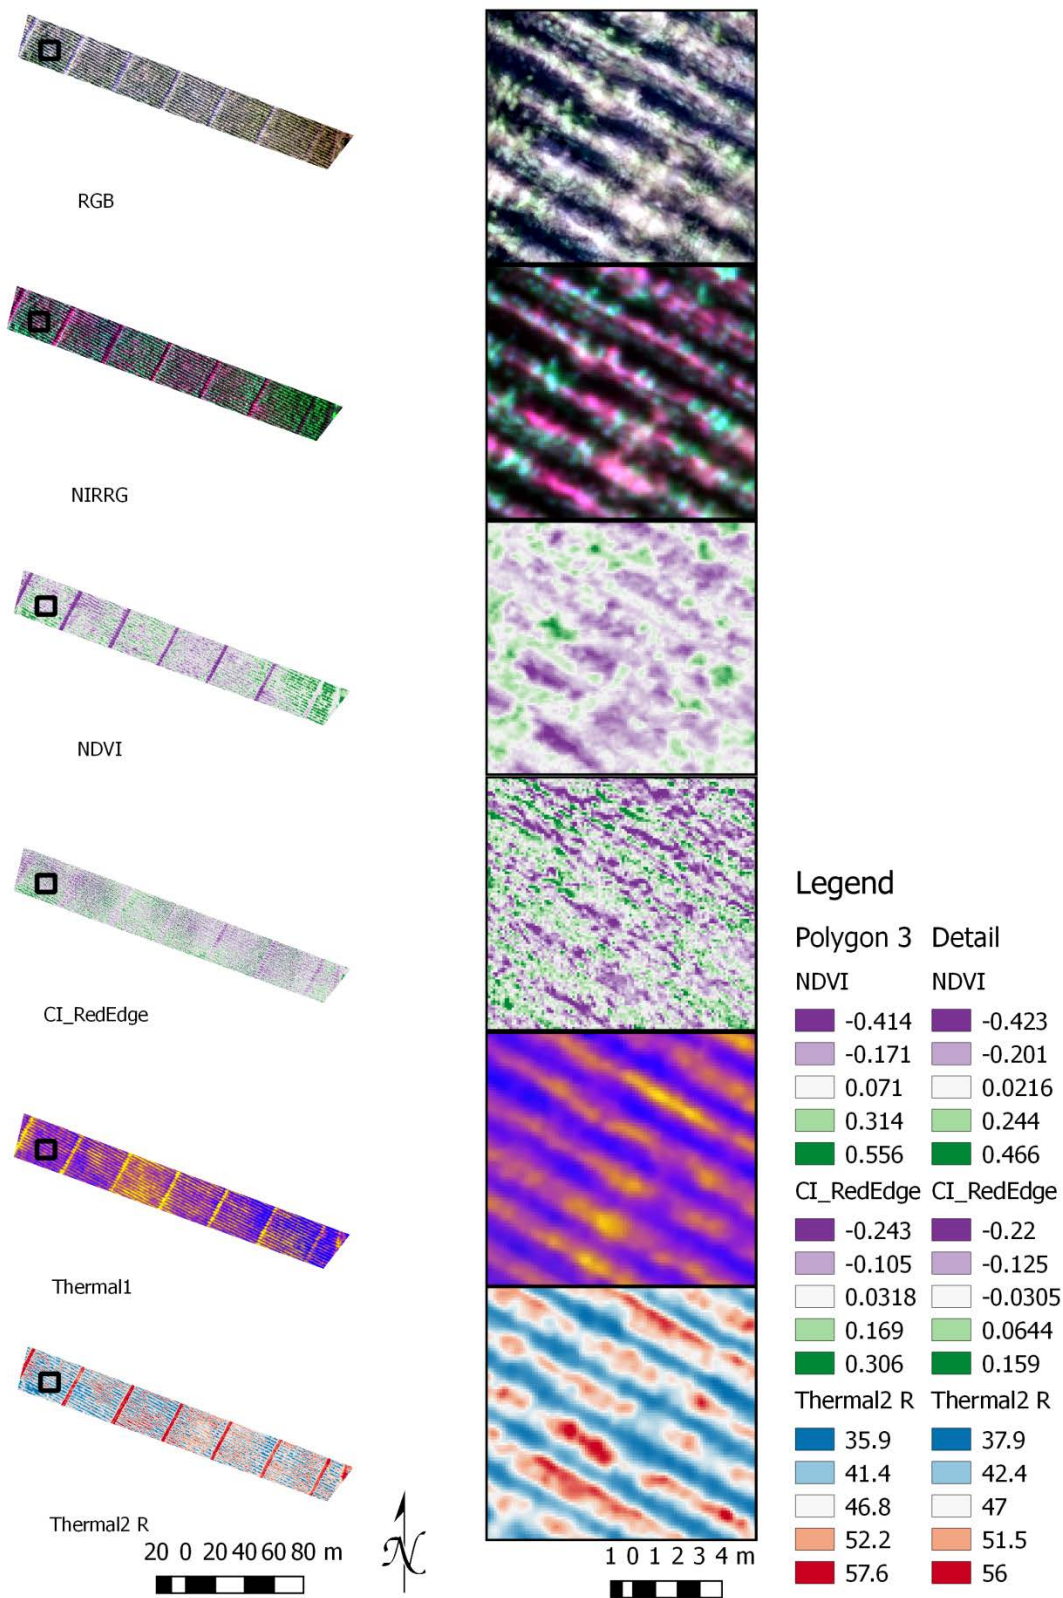 RGB
NIRRG
NDVI
CI_RedEdge
Thermal1
Thermal2 R
20 0 20 40 60 80 m
N
1 0 1 2 3 4 m
Legend
Polygon 3 Detail
NDVI NDVI
-0.414 -0.423
-0.171 -0.201
0.071 0.0216
0.314 0.244
0.556 0.466
CI_RedEdge CI_RedEdge
-0.243 -0.22
-0.105 -0.125
0.0318 -0.0305
0.169 0.0644
0.306 0.159
Thermal2 R Thermal2 R
35.9 37.9
41.4 42.4
46.8 47
52.2 51.5
57.6 56